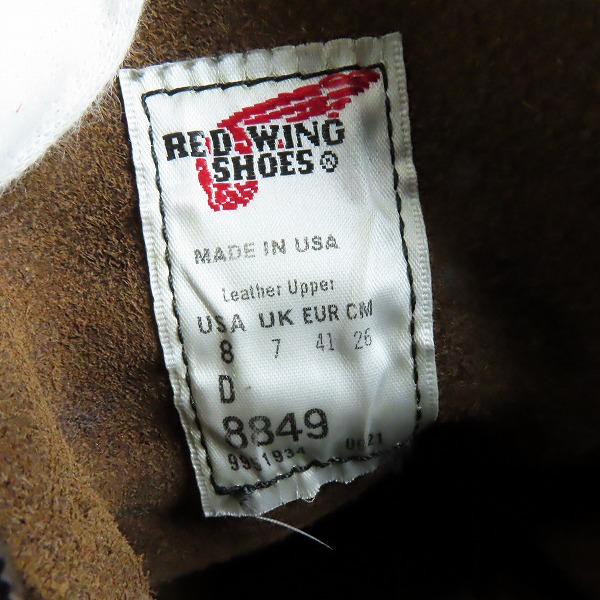 RED WING
SHOES ®
MADE IN USA
Leather Upper
USA UK EUR CM
8 7 41 26
D
8849